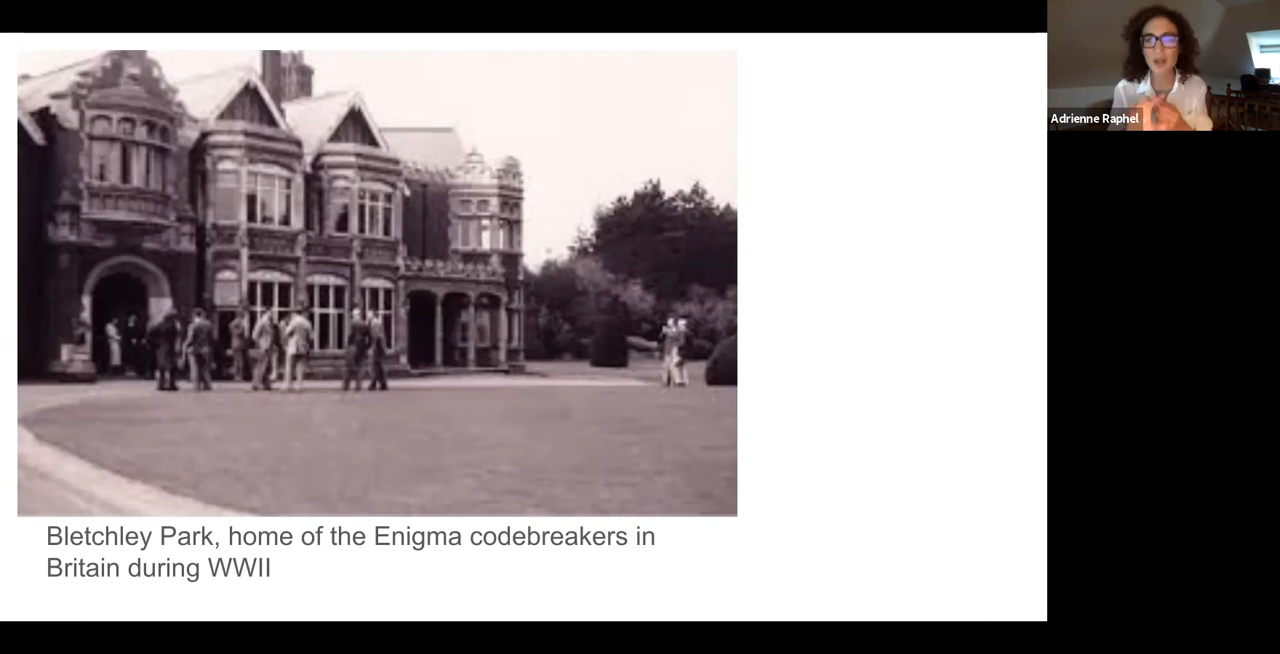 Adrienne Raphel
Bletchley Park, home of the Enigma codebreakers in
Britain during WWII